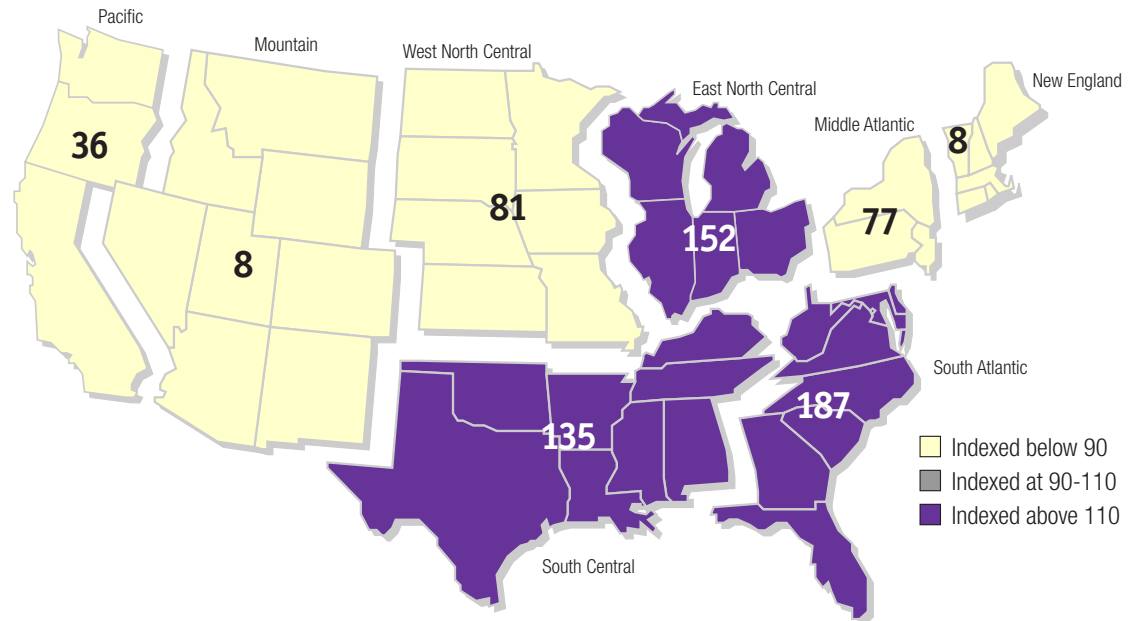 Pacific
Mountain
West North Central
East North Central
New England
Middle Atlantic
36
8
81
152
77
8
135
187
South Atlantic
South Central
Indexed below 90
Indexed at 90-110
Indexed above 110